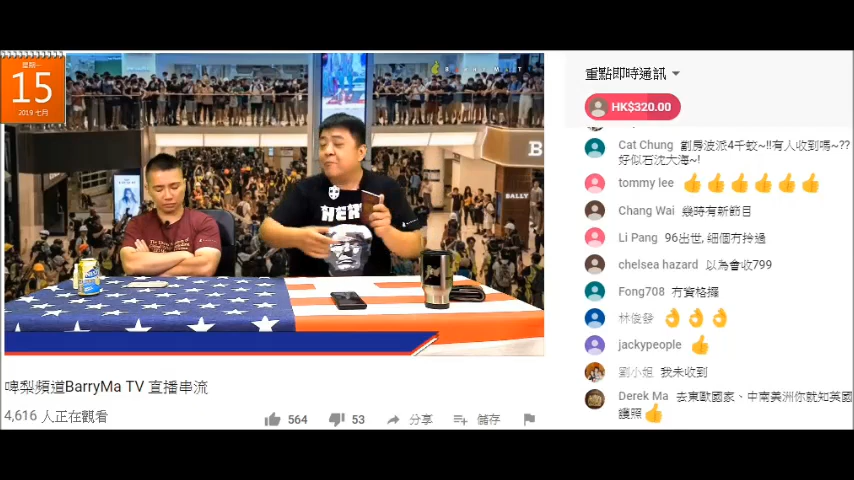 星期一
15
2019 七月
BALLY
B
HERO
啤梨頻道BarryMa TV 直播串流
4,616 人正在觀看
564
53
分享
儲存
重點即時通訊
HK$320.00
Cat Chung 劏房波派4千蚊~!!有人收到嗎~??
好似石沈大海~!
tommy lee
Chang Wai 幾時有新節目
Li Pang 96出世, 細個冇拎過
chelsea hazard 以為會收799
Fong708 冇資格攞
林俊發
jackypeople
劉小姐 我未收到
Derek Ma 去東歐國家、中南美洲你就知英國
護照